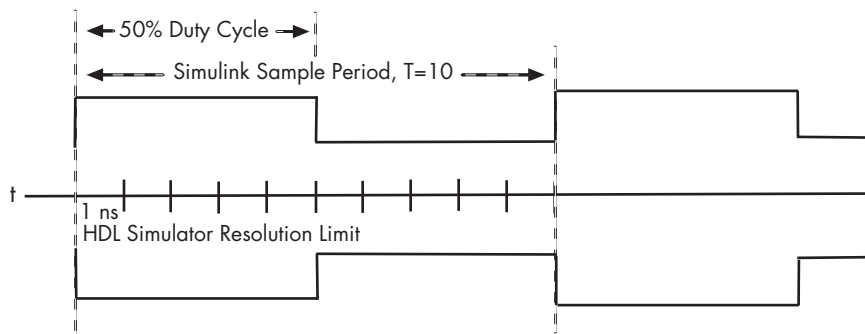 50% Duty Cycle
Simulink Sample Period, T=10
t
1 ns
HDL Simulator Resolution Limit